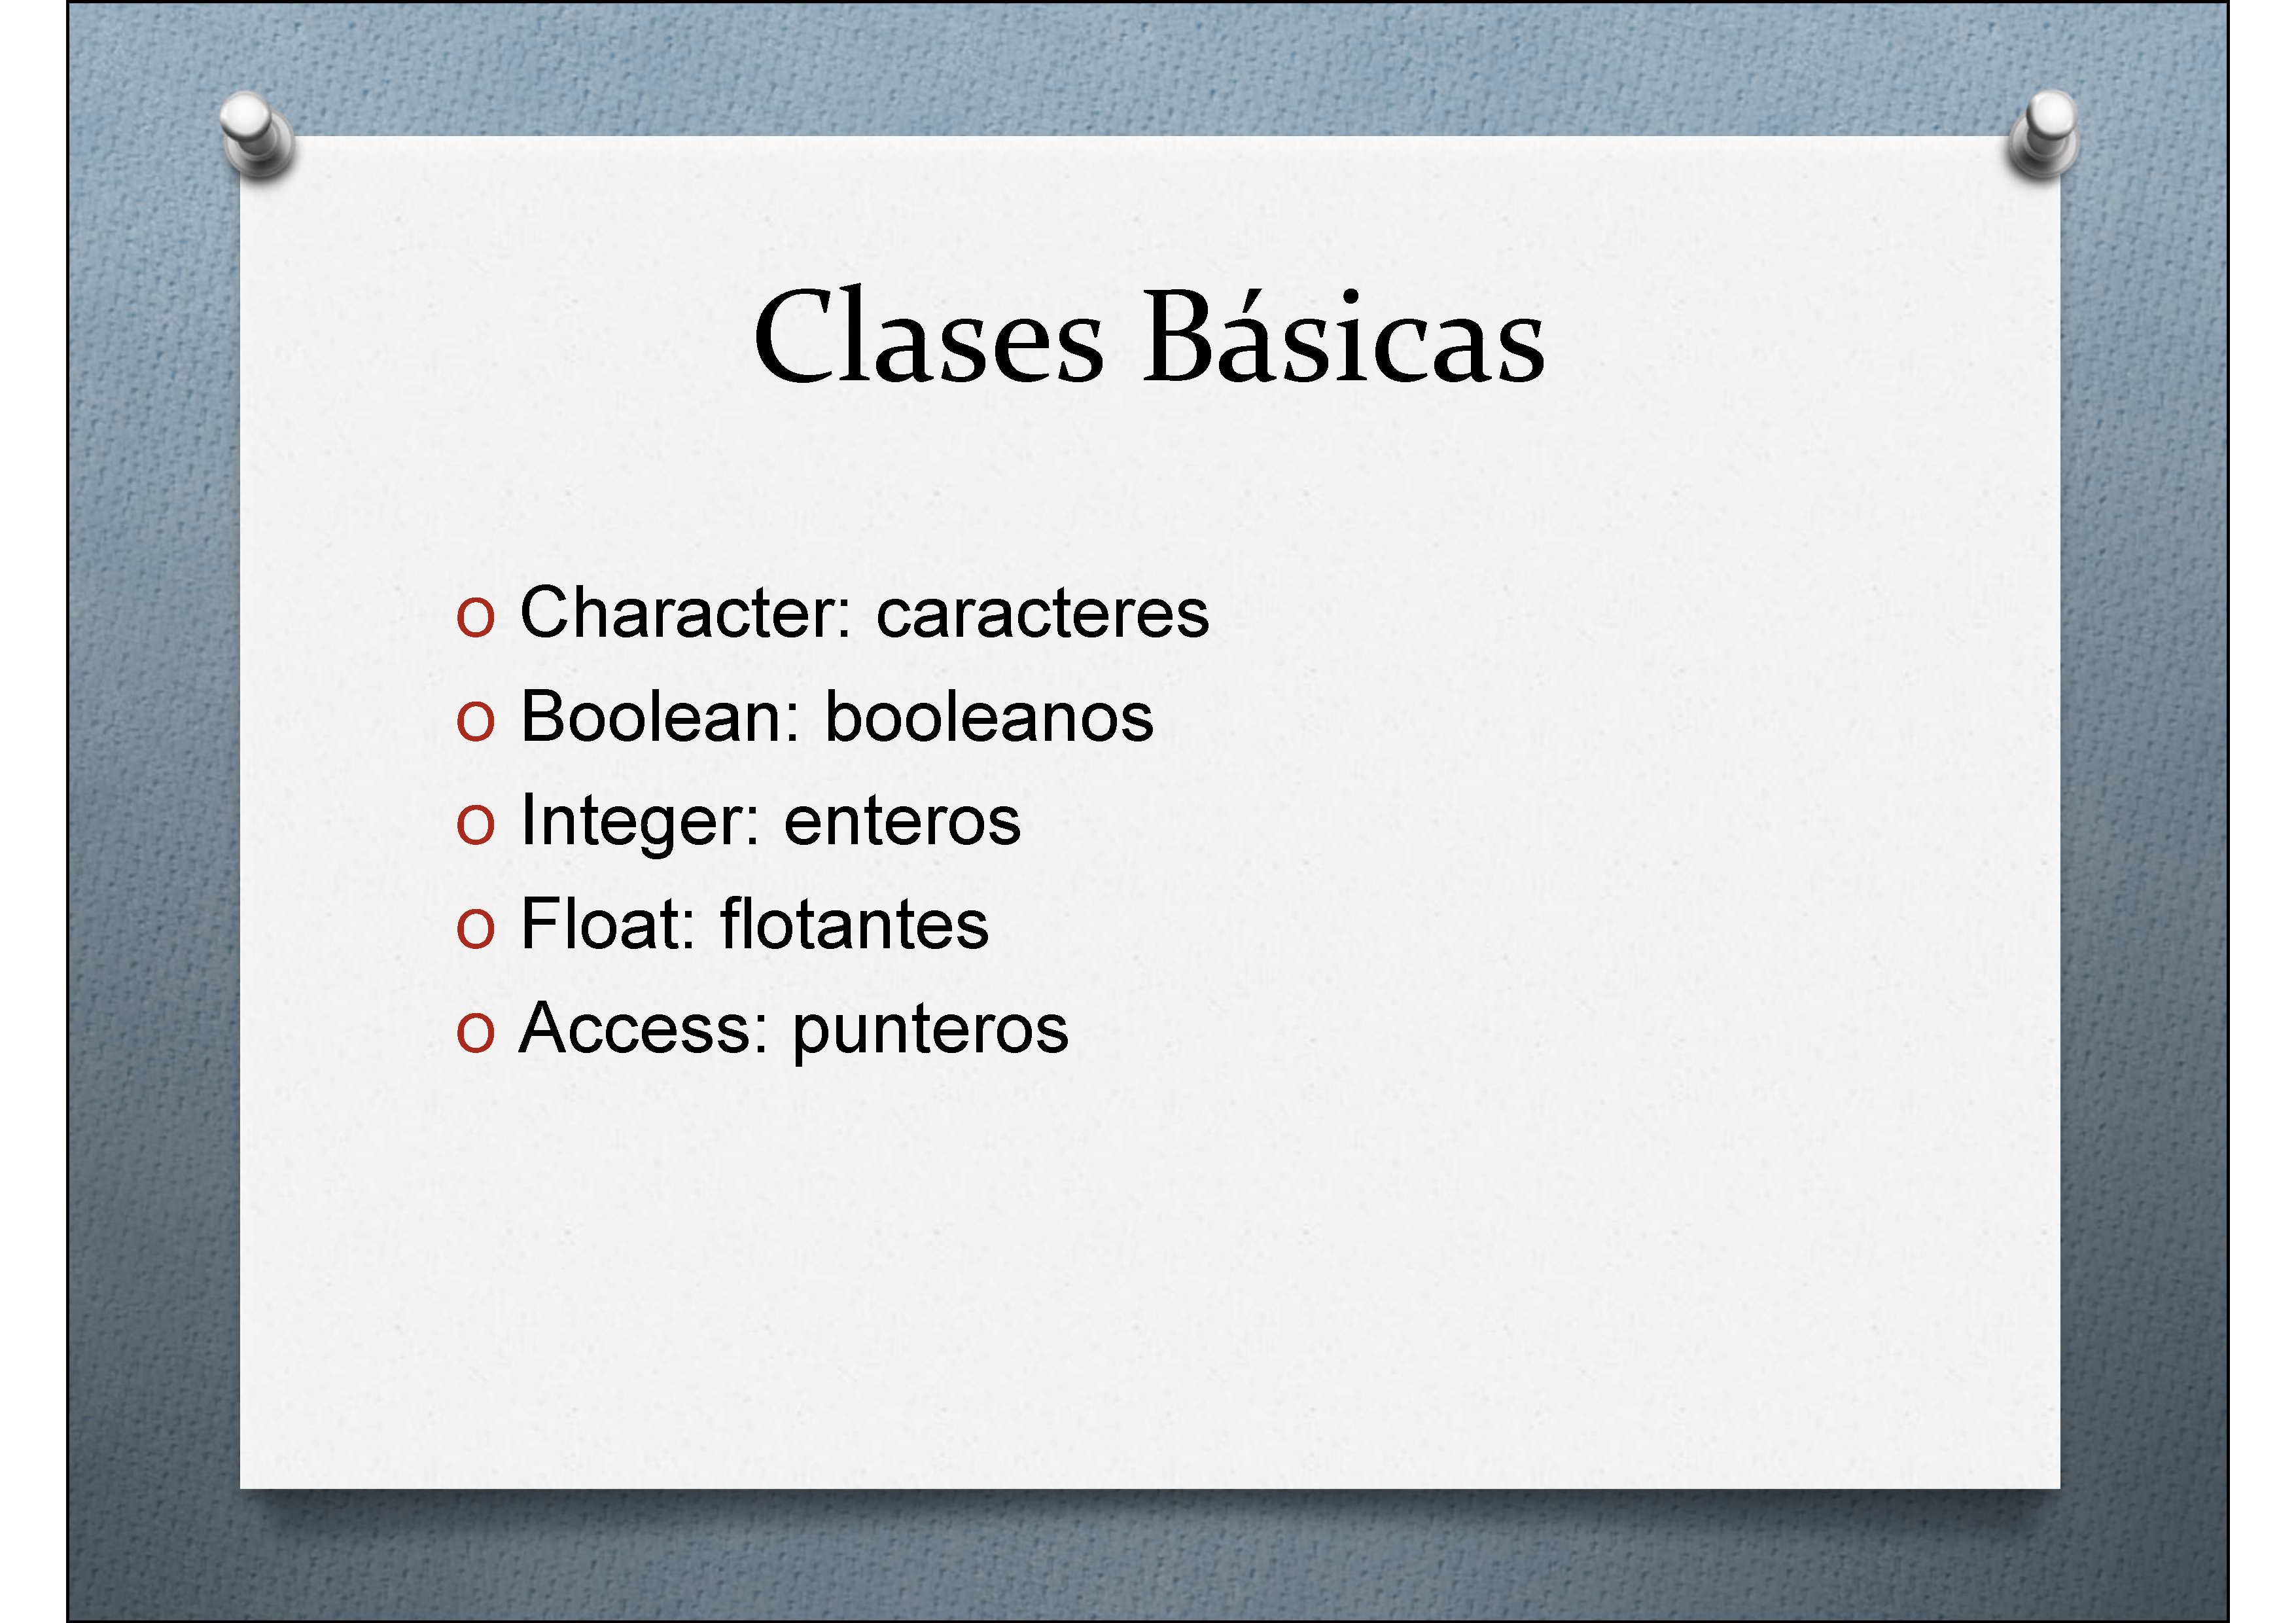 Clases Básicas
o Character: caracteres
o Boolean: booleanos
o Integer: enteros
o Float: flotantes
o Access: punteros